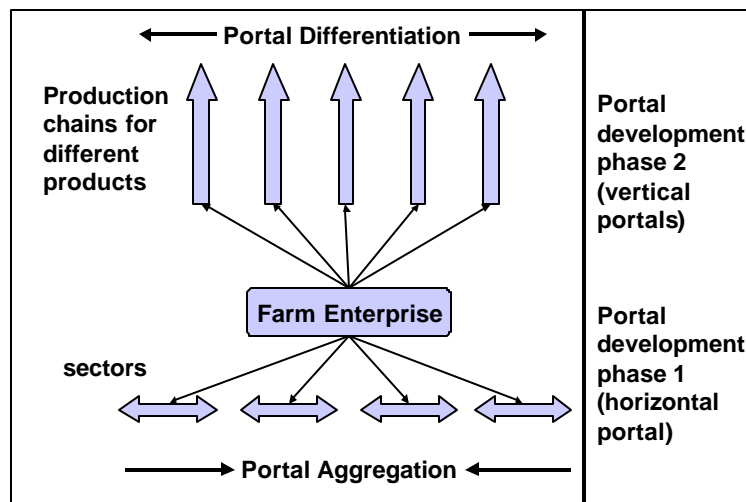 Portal Differentiation
Production
chains for
different
products
Farm Enterprise
sectors
Portal Aggregation
Portal
development
phase 2
(vertical
portals)
Portal
development
phase 1
(horizontal
portal)